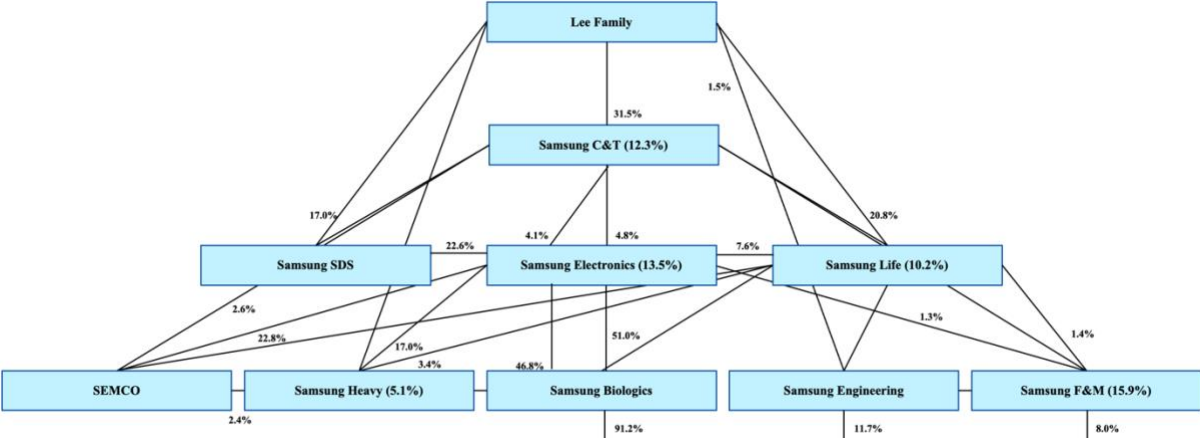 Lee Family
1.5%
31.5%
Samsung C&T (12.3%)
17.0%
20.8%
4.1%
4.8%
22.6%
7.6%
Samsung SDS
Samsung Electronics (13.5%)
Samsung Life (10.2%)
2.6%
1.3%
22.8%
51.0%
1.4%
17.0%
3.4%
46.8%
SEMCO
Samsung Heavy (5.1%)
Samsung Biologics
Samsung Engineering
Samsung F&M (15.9%)
2.4%
91.2%
11.7%
8.0%